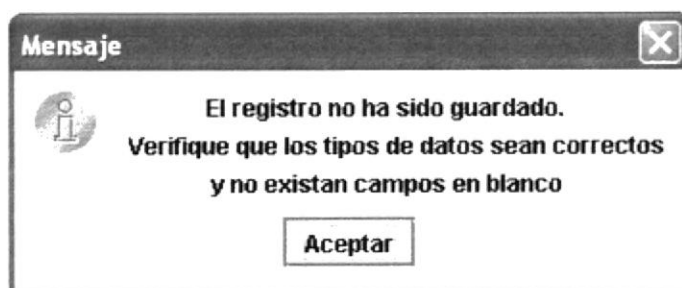 Mensaje
El registro no ha sido guardado.
Verifique que los tipos de datos sean correctos
y no existan campos en blanco
Aceptar